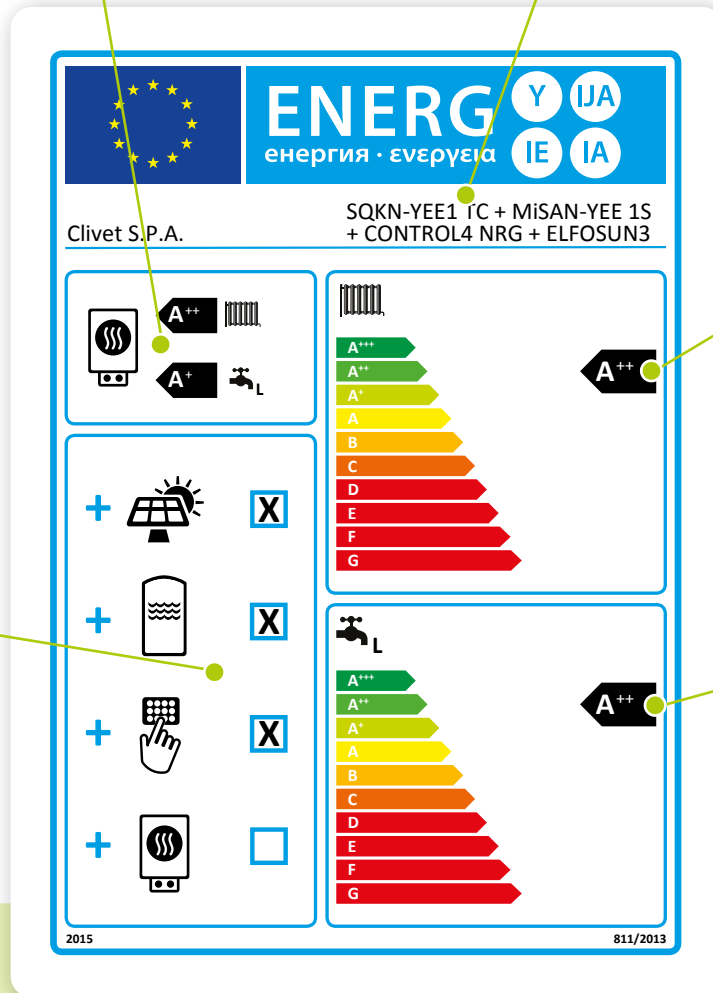 ENERG Y IJA
енергия · ενεργεια IE IA
Clivet S.P.A.
SQKN-YEE1 TC + MiSAN-YEE 1S
+ CONTROL4 NRG + ELFOSUN3
A++
A+
L
X
X
X
A+++
A++
A+
A
B
C
D
E
F
G
A++
L
A+++
A++
A+
A
B
C
D
E
F
G
A++
2015
811/2013